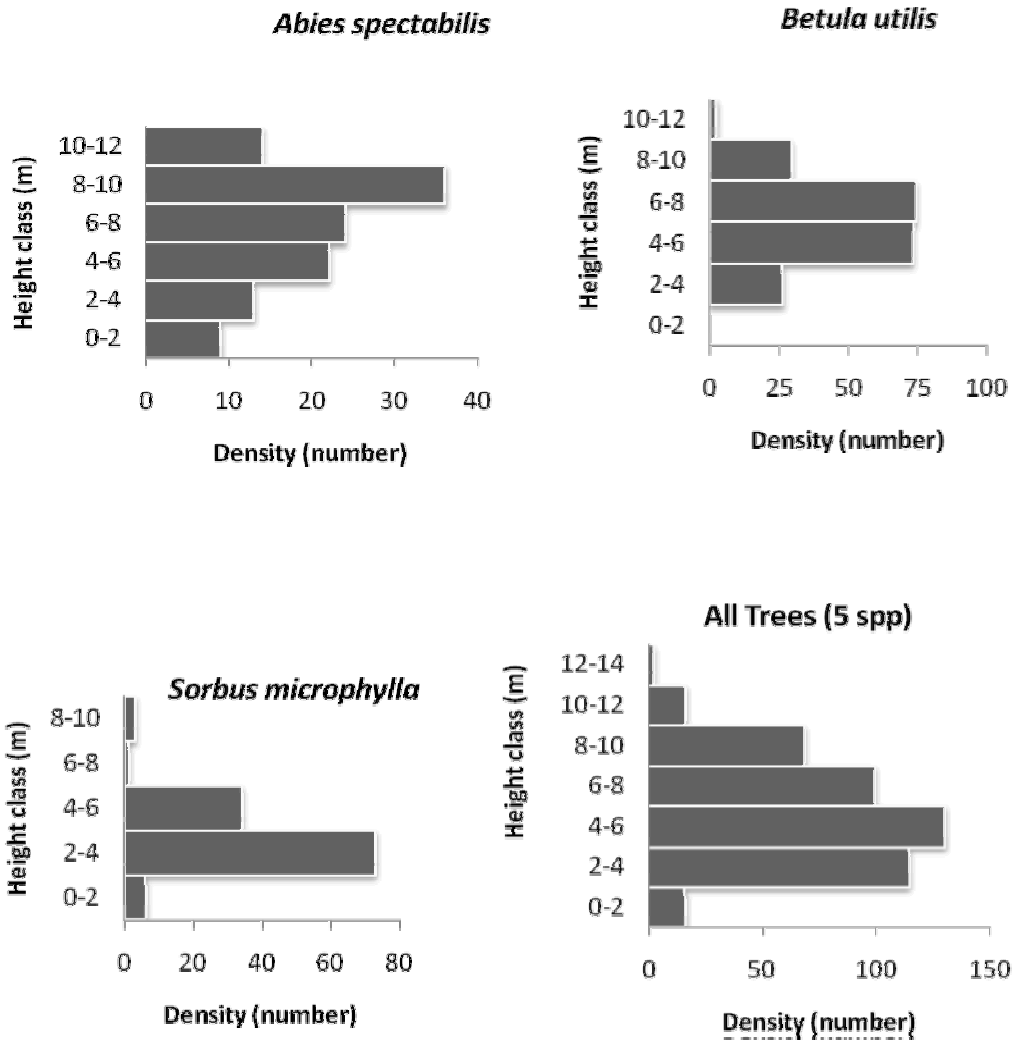 Abies spectabilis
Height class (m)
10-12
8-10
6-8
4-6
2-4
0-2
0 10 20 30 40
Density (number)
Betula utilis
Height class (m)
10-12
8-10
6-8
4-6
2-4
0-2
0 25 50 75 100
Density (number)
Sorbus microphylla
Height class (m)
8-10
6-8
4-6
2-4
0-2
0 20 40 60 80
Density (number)
All Trees (5 spp)
Height class (m)
12-14
10-12
8-10
6-8
4-6
2-4
0-2
0 50 100 150
Density (number)